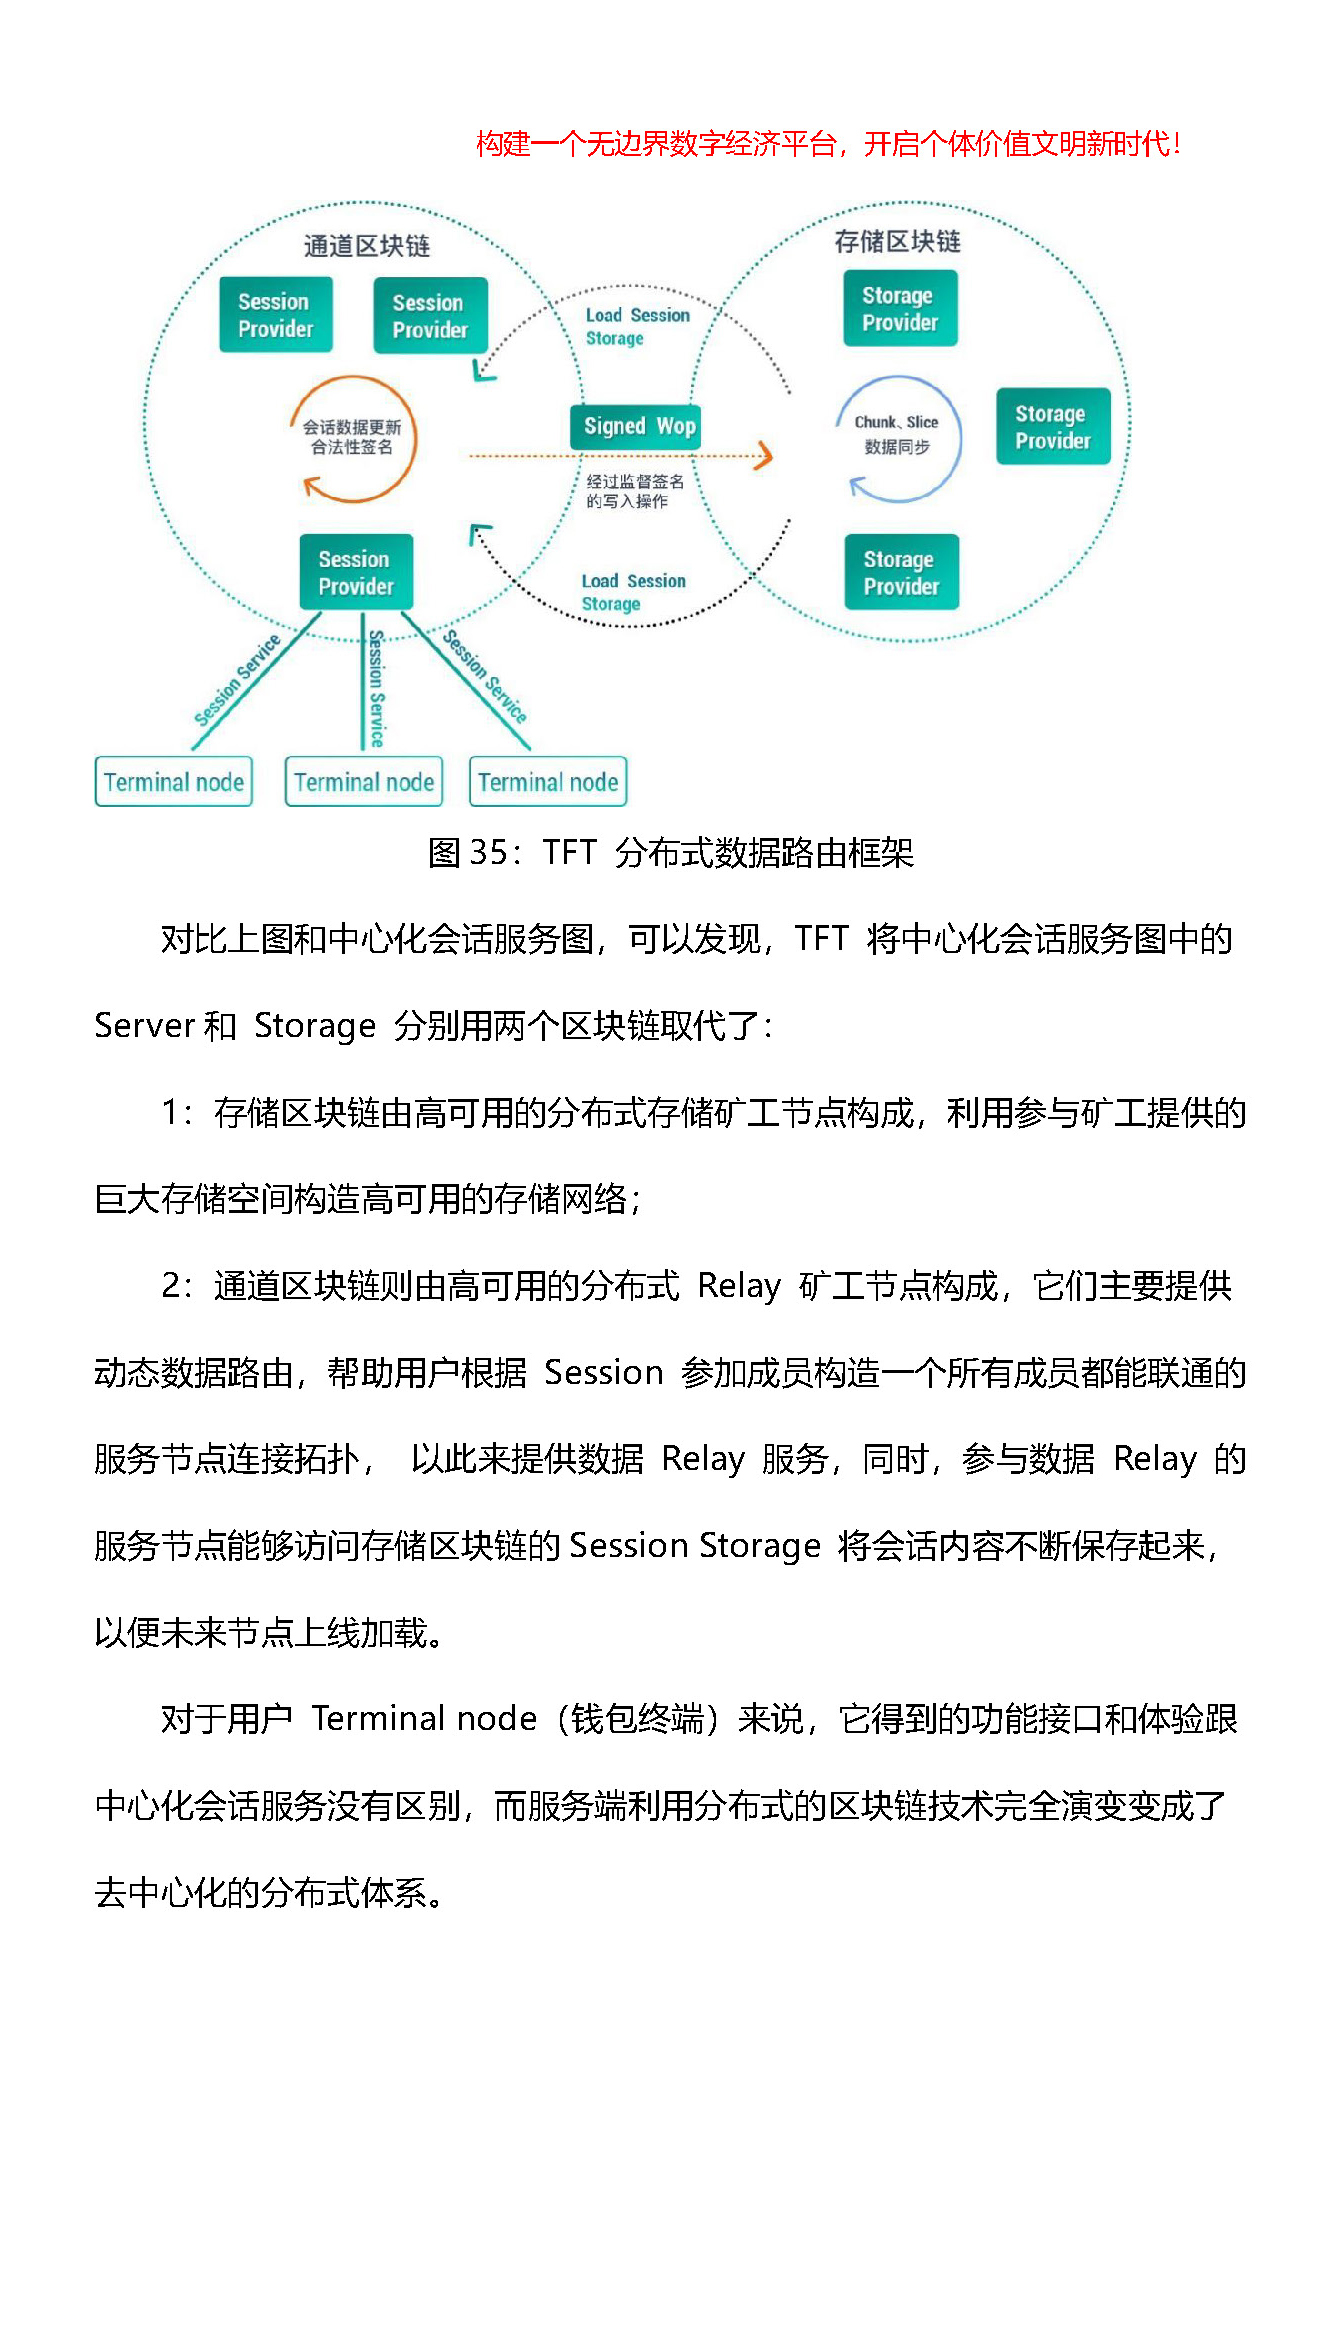 构建一个无边界数字经济平台，开启个体价值文明新时代！
通道区块链
存储区块链
Session
Provider
Session
Provider
Load Session
Storage
Storage
Provider
会话数据更新
合法性签名
Signed Wop
Chunk、Slice
数据同步
Storage
Provider
经过监督签名
的写入操作
Session
Provider
Load Session
Storage
Storage
Provider
Session Service
Session Service
Session Service
Terminal node
Terminal node
Terminal node
图 35：TFT 分布式数据路由框架
对比上图和中心化会话服务图，可以发现，TFT 将中心化会话服务图中的
Server 和 Storage 分别用两个区块链取代了：
1：存储区块链由高可用的分布式存储矿工节点构成，利用参与矿工提供的
巨大存储空间构造高可用的存储网络；
2：通道区块链则由高可用的分布式 Relay 矿工节点构成，它们主要提供
动态数据路由，帮助用户根据 Session 参加成员构造一个所有成员都能联通的
服务节点连接拓扑， 以此来提供数据 Relay 服务，同时，参与数据 Relay 的
服务节点能够访问存储区块链的 Session Storage 将会话内容不断保存起来，
以便未来节点上线加载。
对于用户 Terminal node（钱包终端）来说，它得到的功能接口和体验跟
中心化会话服务没有区别，而服务端利用分布式的区块链技术完全演变变成了
去中心化的分布式体系。